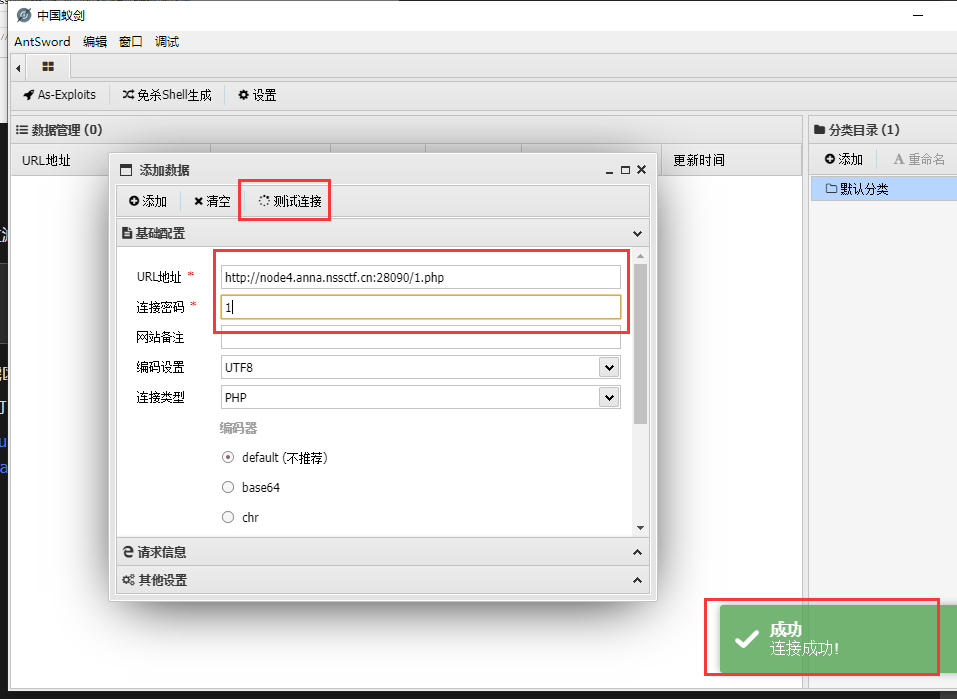 中国蚁剑
AntSword 编辑 窗口 调试
As-Exploits 免杀Shell生成 设置
数据管理 (0)
分类目录 (1)
URL地址
更新时间
添加 重命名
默认分类
添加数据
添加 清空 测试连接
基础配置
URL地址 * http://node4.anna.nssctf.cn:28090/1.php
连接密码 * 1
网站备注
编码设置 UTF8
连接类型 PHP
编码器
default (不推荐)
base64
chr
请求信息
其他设置
成功
连接成功!